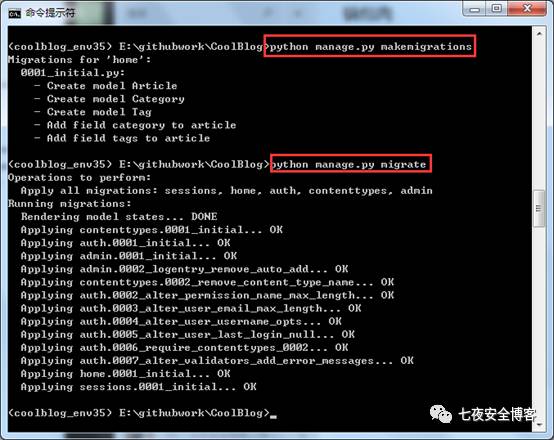 命令提示符
(coolblog_env35) E:\githubwork\CoolBlog>python manage.py makemigrations
Migrations for 'home':
0001_initial.py:
- Create model Article
- Create model Category
- Create model Tag
- Add field category to article
- Add field tags to article
(coolblog_env35) E:\githubwork\CoolBlog>python manage.py migrate
Operations to perform:
Apply all migrations: sessions, home, auth, contenttypes, admin
Running migrations:
Rendering model states... DONE
Applying contenttypes.0001_initial... OK
Applying auth.0001_initial... OK
Applying admin.0001_initial... OK
Applying admin.0002_logentry_remove_auto_add... OK
Applying contenttypes.0002_remove_content_type_name... OK
Applying auth.0002_alter_permission_name_max_length... OK
Applying auth.0003_alter_user_email_max_length... OK
Applying auth.0004_alter_user_username_opts... OK
Applying auth.0005_alter_user_last_login_null... OK
Applying auth.0006_require_contenttypes_0002... OK
Applying auth.0007_alter_validators_add_error_messages... OK
Applying home.0001_initial... OK
Applying sessions.0001_initial... OK
(coolblog_env35) E:\githubwork\CoolBlog>_
七夜安全博客